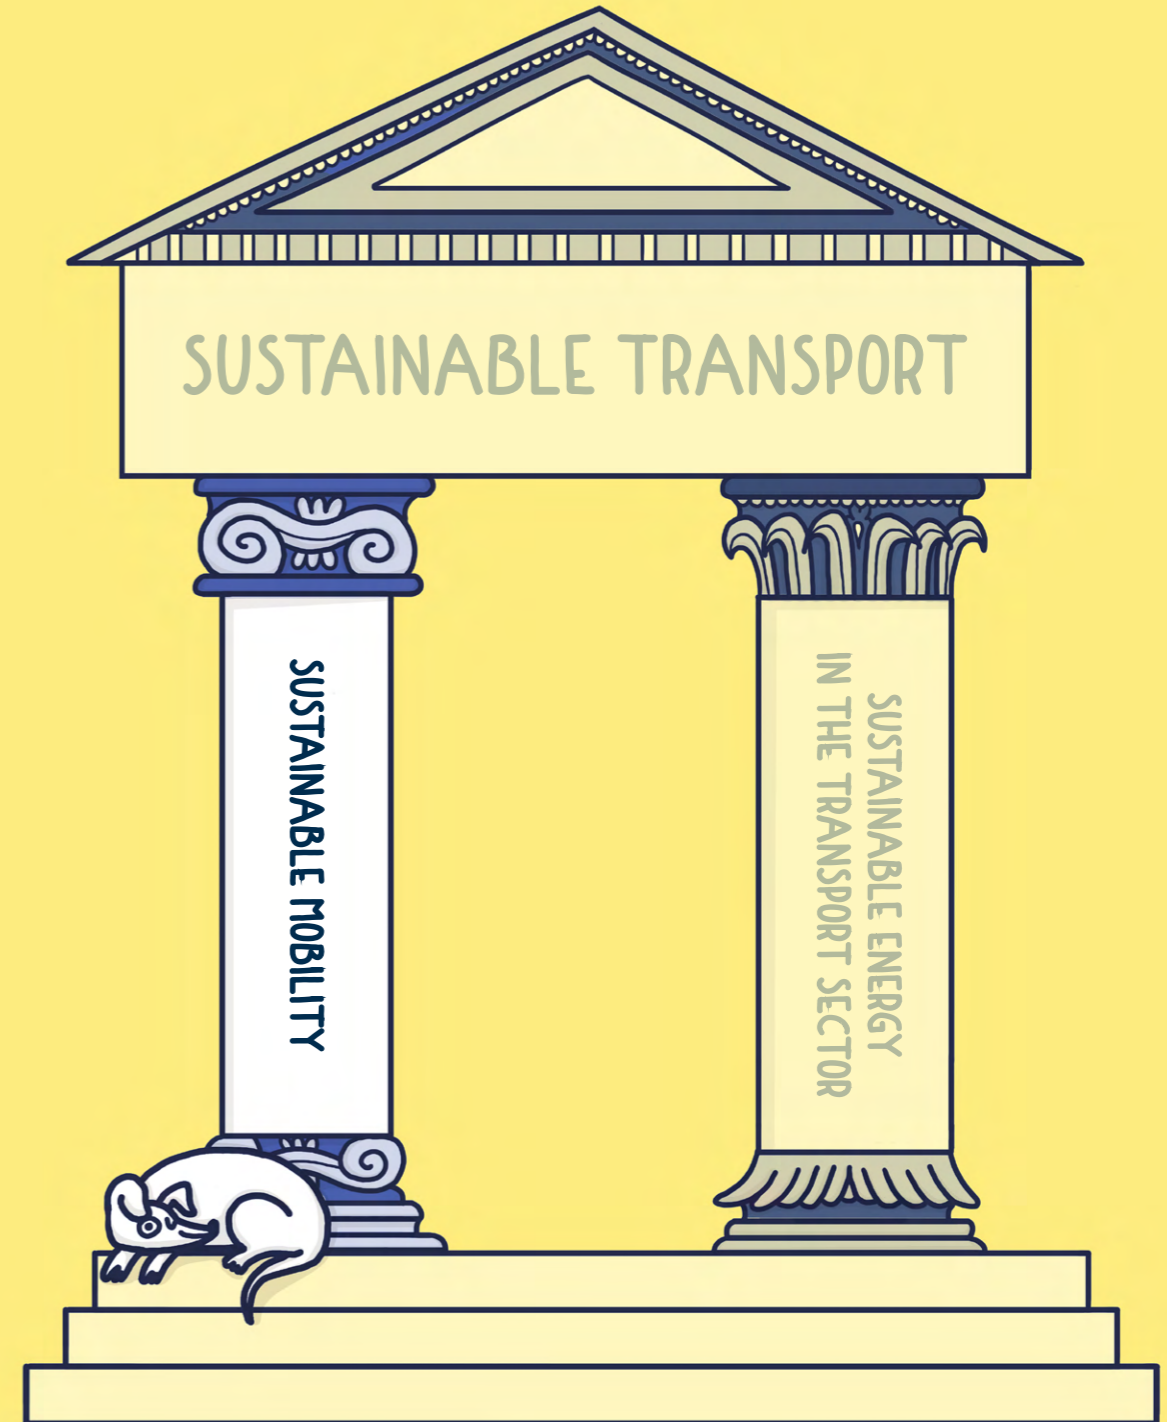 SUSTAINABLE TRANSPORT
SUSTAINABLE MOBILITY
SUSTAINABLE ENERGY
IN THE TRANSPORT SECTOR